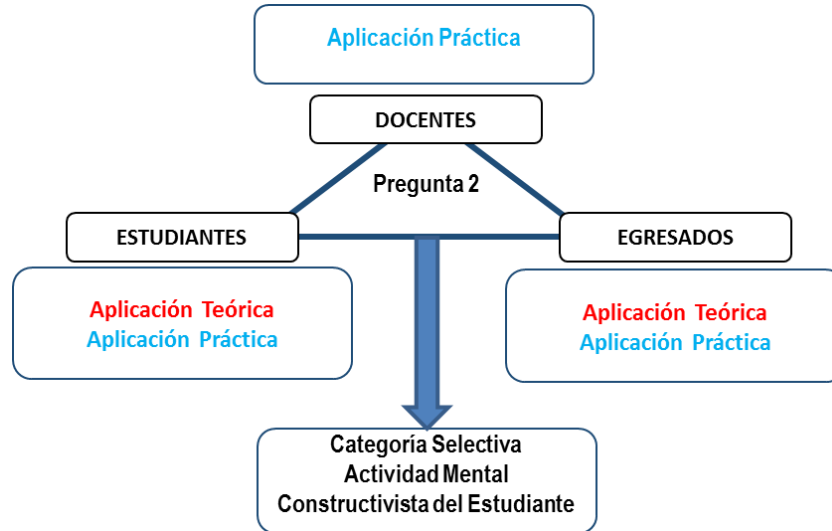 Aplicación Práctica
DOCENTES
Pregunta 2
ESTUDIANTES
EGRESADOS
Aplicación Teórica
Aplicación Práctica
Aplicación Teórica
Aplicación Práctica
Categoría Selectiva
Actividad Mental
Constructivista del Estudiante